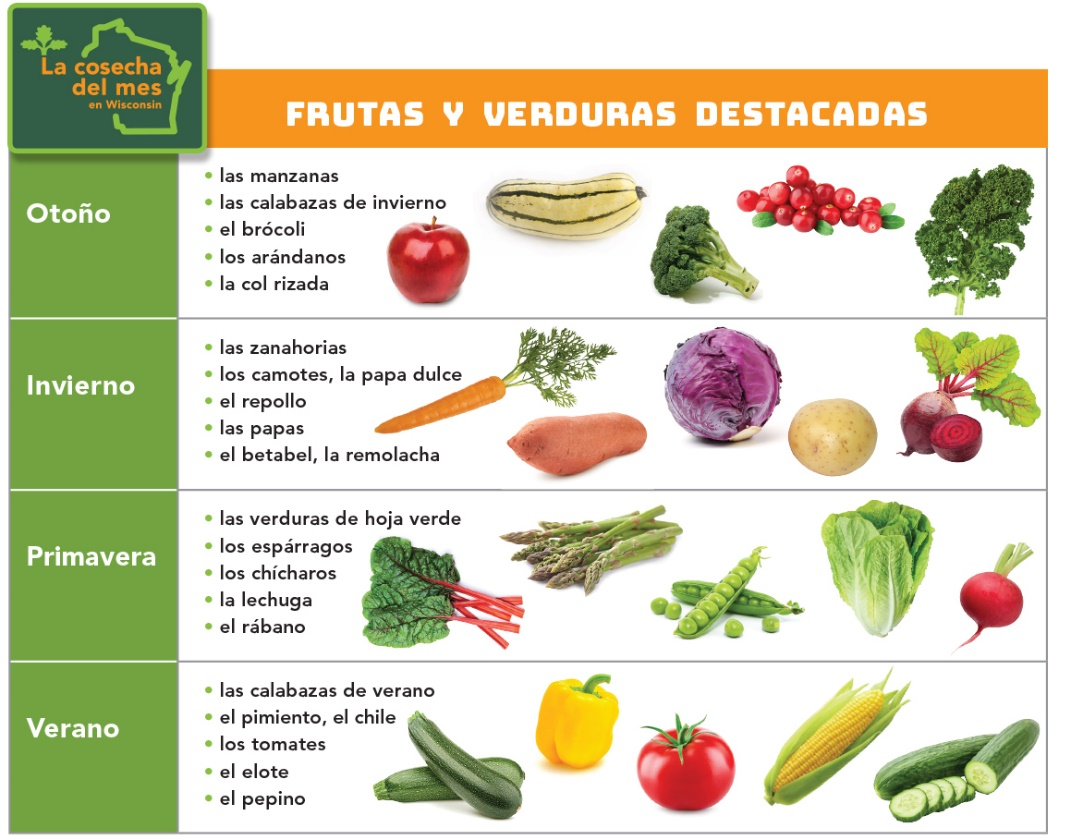 La cosecha
del mes
en Wisconsin
FRUTAS Y VERDURAS DESTACADAS
Otoño
• las manzanas
• las calabazas de invierno
• el brócoli
• los arándanos
• la col rizada
Invierno
• las zanahorias
• los camotes, la papa dulce
• el repollo
• las papas
• el betabel, la remolacha
Primavera
• las verduras de hoja verde
• los espárragos
• los chícharos
• la lechuga
• el rábano
Verano
• las calabazas de verano
• el pimiento, el chile
• los tomates
• el elote
• el pepino